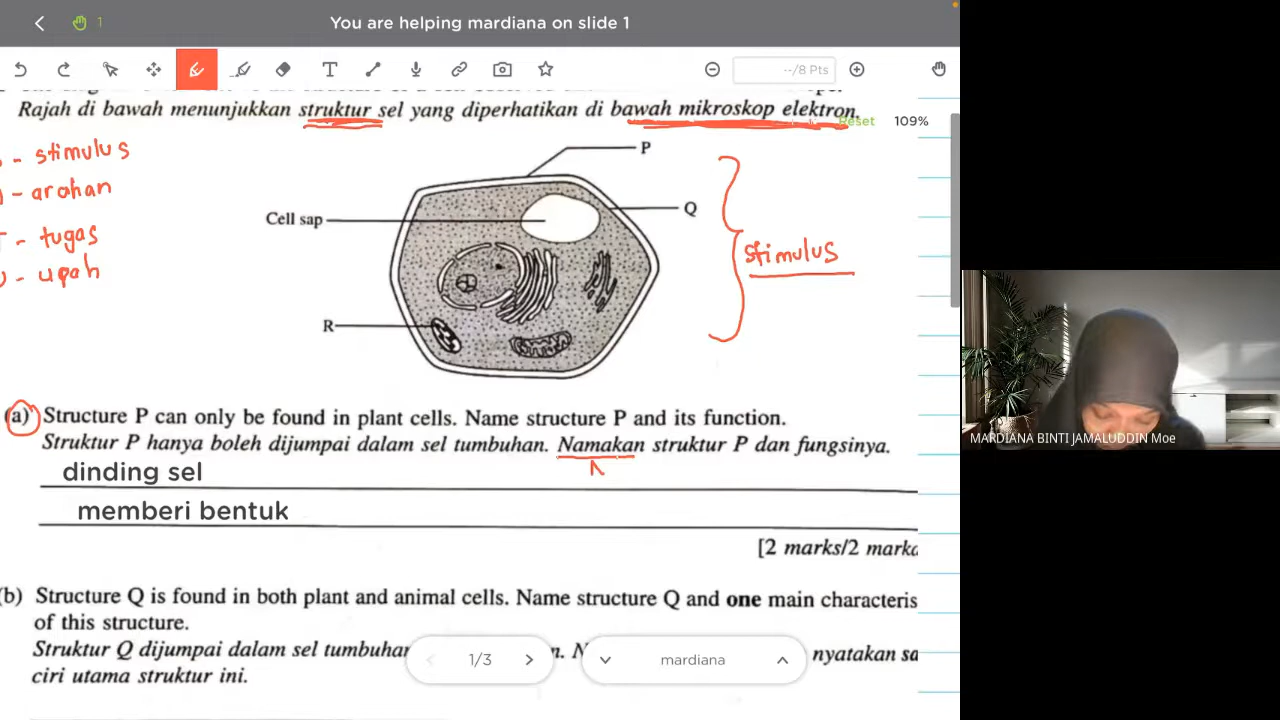 1
You are helping mardiana on slide 1
--/8 Pts
Rajah di bawah menunjukkan struktur sel yang diperhatikan di bawah mikroskop elektron.
Reset
109%
- stimulus
- arahan
- tugas
- upah
P
Q
Cell sap
R
stimulus
(a) Structure P can only be found in plant cells. Name structure P and its function.
Struktur P hanya boleh dijumpai dalam sel tumbuhan. Namakan struktur P dan fungsinya.
dinding sel
memberi bentuk
[2 marks/2 marka
(b) Structure Q is found in both plant and animal cells. Name structure Q and one main characteris
of this structure.
Struktur Q dijumpai dalam sel tumbuhan
nyatakan sa
ciri utama struktur ini.
1/3
mardiana
MARDIANA BINTI JAMALUDDIN Moe